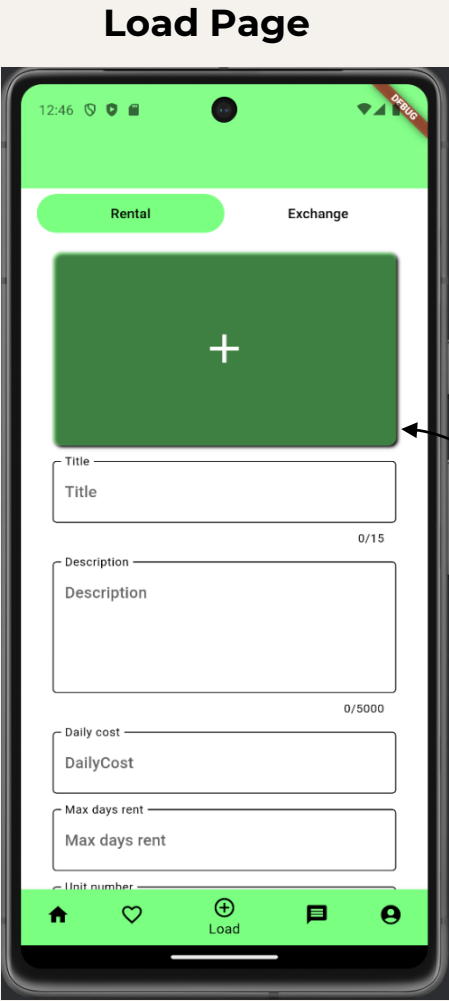 Load Page
12:46
DEBUG
Rental
Exchange
Title
Title
0/15
Description
Description
0/5000
Daily cost
DailyCost
Max days rent
Max days rent
Unit number
Load